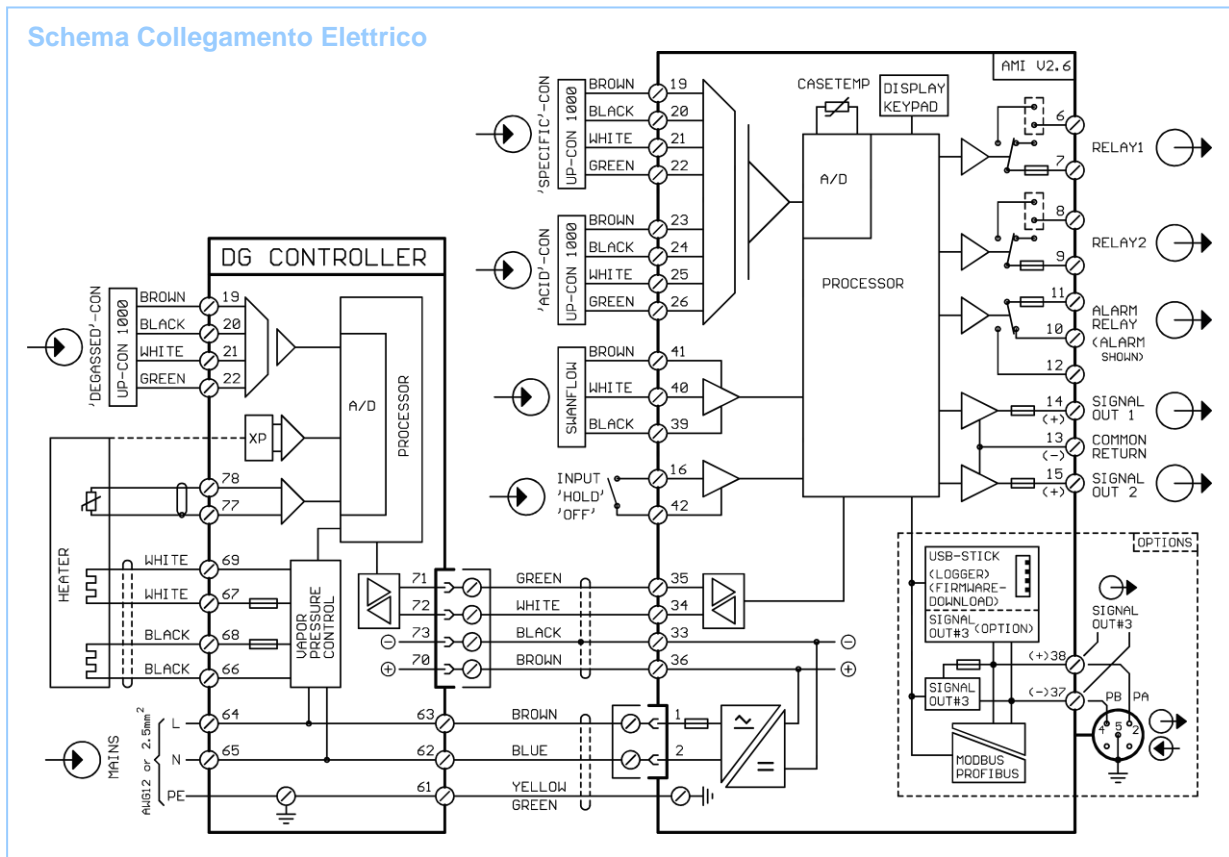 Schema Collegamento Elettrico
AMI V2.6
'SPECIFIC'-CON
UP-CON 1000
BROWN 19
BLACK 20
WHITE 21
GREEN 22
'ACID'-CON
UP-CON 1000
BROWN 23
BLACK 24
WHITE 25
GREEN 26
SWANFLOW
BROWN 41
WHITE 40
BLACK 39
INPUT 16
'HOLD'
'OFF' 42
CASETEMP
DISPLAY
KEYPAD
A/D
PROCESSOR
6
RELAY1
7
8
RELAY2
9
11
ALARM
RELAY
10
(ALARM
SHOWN)
12
14 SIGNAL
(+) OUT 1
13 COMMON
(-) RETURN
15 SIGNAL
(+) OUT 2
DG CONTROLLER
'DEGASSED'-CON
UP-CON 1000
BROWN 19
BLACK 20
WHITE 21
GREEN 22
XP
A/D
PROCESSOR
78
77
HEATER
WHITE 69
WHITE 67
BLACK 68
BLACK 66
VAPOR
PRESSURE
CONTROL
71 GREEN 35
72 WHITE 34
- 73 BLACK 33 -
+ 70 BROWN 36 +
MAINS
AWG12 or 2.5mm²
L 64 63 BROWN 1
N 65 62 BLUE 2
PE 61 YELLOW
GREEN
~
=
OPTIONS
USB-STICK
(LOGGER)
(FIRMWARE-
DOWNLOAD)
SIGNAL
OUT#3 (OPTION)
SIGNAL
OUT#3
(+)38
(-)37
SIGNAL
OUT#3
PB PA
4 5 2
MODBUS
PROFIBUS